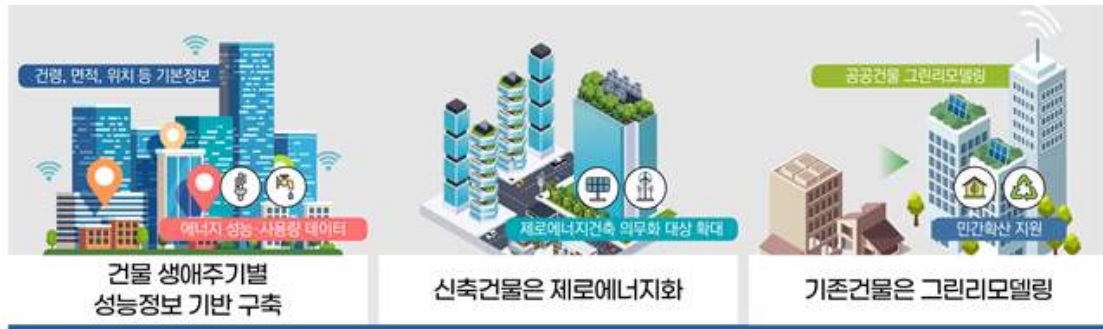 건령, 면적, 위치 등 기본정보
에너지 성능·사용량 데이터
건물 생애주기별
성능정보 기반 구축
제로에너지건축 의무화 대상 확대
신축건물은 제로에너지화
공공건물 그린리모델링
민간확산 지원
기존건물은 그린리모델링